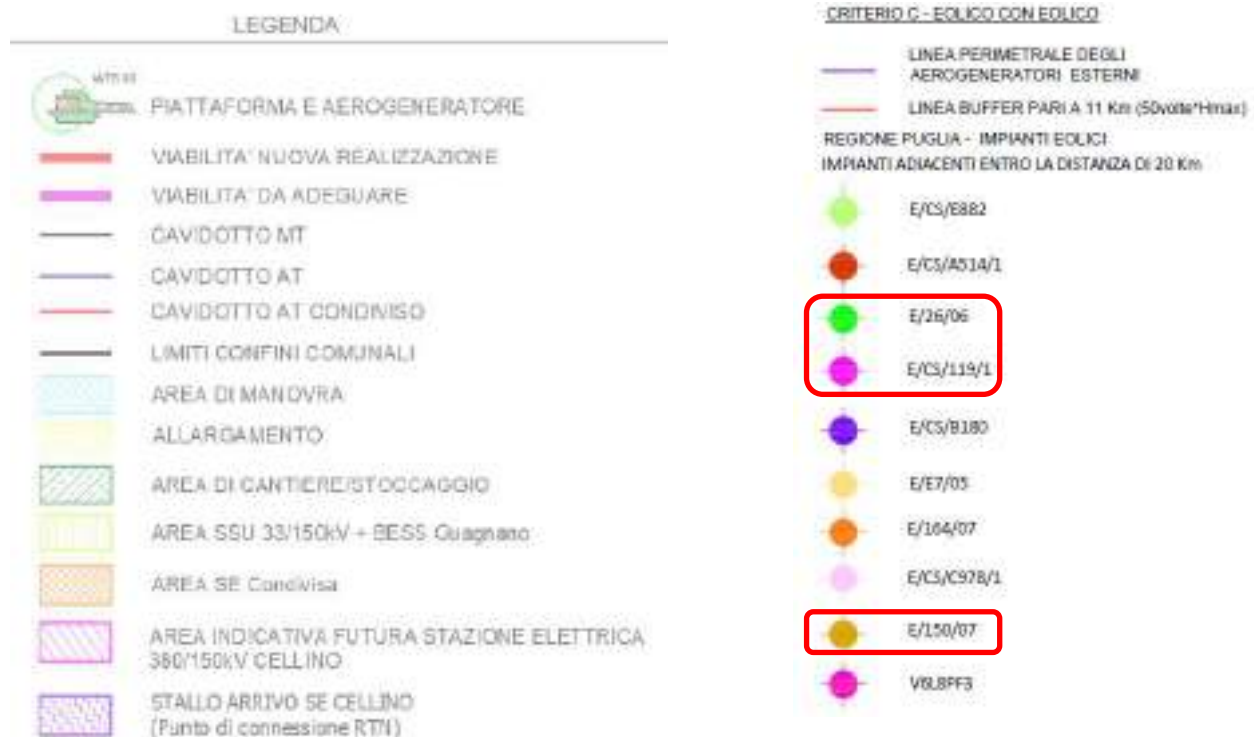 LEGENDA
PIATTAFORMA E AEROGENERATORE
VIABILITA' NUOVA REALIZZAZIONE
VIABILITA' DA ADEGUARE
CAVIDOTTO MT
CAVIDOTTO AT
CAVIDOTTO AT CONDIVISO
LIMITI CONFINI COMUNALI
AREA DI MANOVRA
ALLARGAMENTO
AREA DI CANTIERE/STOCCAGGIO
AREA SSU 33/150kV + BESS Guagnano
AREA SE Condivisa
AREA INDICATIVA FUTURA STAZIONE ELETTRICA
380/150kV CELLINO
STALLO ARRIVO SE CELLINO
(Punto di connessione RTN)
CRITERIO C - EOLICO CON EOLICO
LINEA PERIMETRALE DEGLI
AEROGENERATORI ESTERNI
LINEA BUFFER PARI A 11 Km (50volte*Hmax)
REGIONE PUGLIA - IMPIANTI EOLICI
IMPIANTI ADIACENTI ENTRO LA DISTANZA DI 20 Km
E/CS/E882
E/CS/A514/1
E/26/06
E/CS/119/1
E/CS/B180
E/E7/05
E/164/07
E/CS/C978/1
E/150/07
V6L8PF3